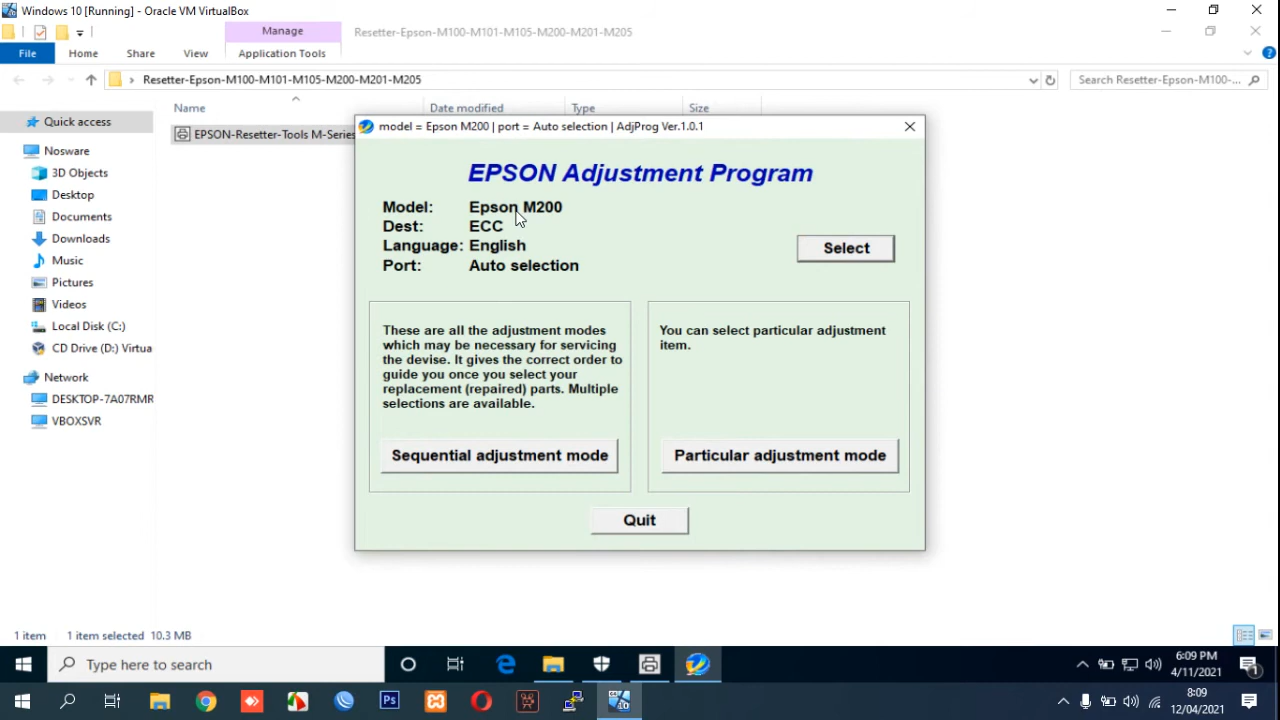 Windows 10 [Running] - Oracle VM VirtualBox
Manage
Resetter-Epson-M100-M101-M105-M200-M201-M205
File
Home
Share
View
Application Tools
Resetter-Epson-M100-M101-M105-M200-M201-M205
Search Resetter-Epson-M100-...
Name
Date modified
Type
Size
Quick access
EPSON-Resetter-Tools M-Series
Nosware
3D Objects
Desktop
Documents
Downloads
Music
Pictures
Videos
Local Disk (C:)
CD Drive (D:) Virtua
Network
DESKTOP-7A07RMR
VBOXSVR
model = Epson M200 | port = Auto selection | AdjProg Ver.1.0.1
EPSON Adjustment Program
Model: Epson M200
Dest: ECC
Language: English
Port: Auto selection
Select
These are all the adjustment modes
which may be necessary for servicing
the devise. It gives the correct order to
guide you once you select your
replacement (repaired) parts. Multiple
selections are available.
Sequential adjustment mode
You can select particular adjustment
item.
Particular adjustment mode
Quit
1 item
1 item selected 10.3 MB
Type here to search
6:09 PM
4/11/2021
1
Ps
10
8:09
12/04/2021